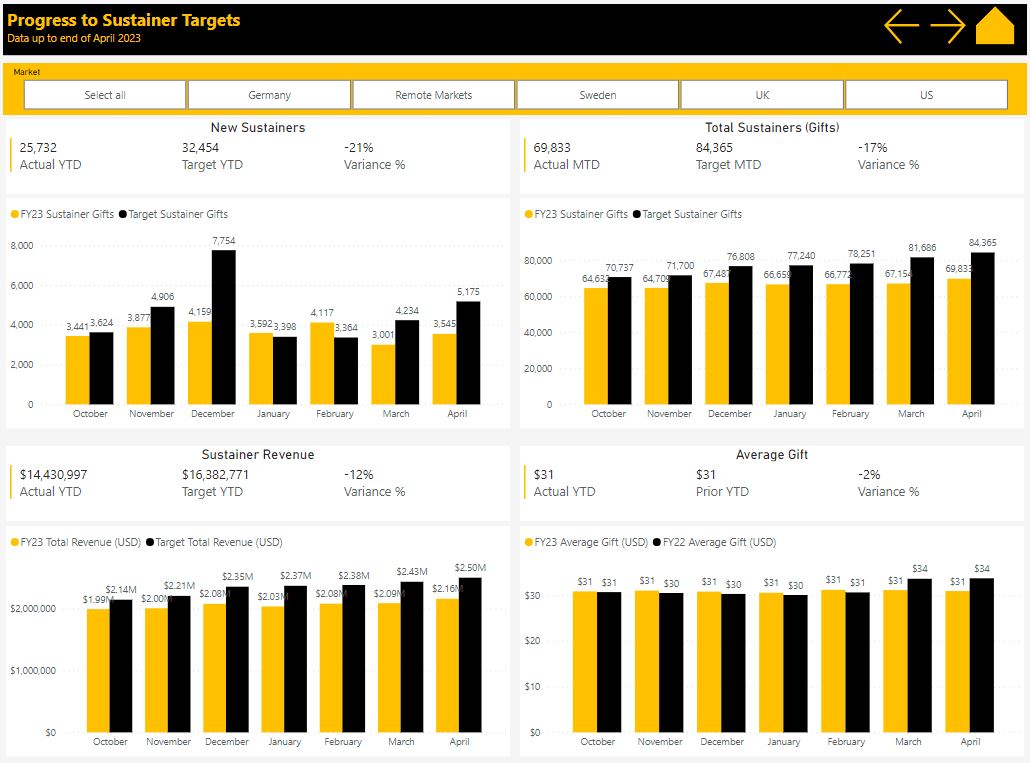 Progress to Sustainer Targets
Data up to end of April 2023
Market
Select all Germany Remote Markets Sweden UK US
New Sustainers
25,732 32,454 -21%
Actual YTD Target YTD Variance %
FY23 Sustainer Gifts Target Sustainer Gifts
8,000
6,000
4,000
2,000
0
3,441 3,624 3,877 4,906 4,159 7,754 3,592 3,398 4,117 3,364 3,001 4,234 3,545 5,175
October November December January February March April
Total Sustainers (Gifts)
69,833 84,365 -17%
Actual MTD Target MTD Variance %
FY23 Sustainer Gifts Target Sustainer Gifts
80,000
60,000
40,000
20,000
0
64,632 70,737 64,709 71,700 67,487 76,808 66,659 77,240 66,772 78,251 67,154 81,686 69,833 84,365
October November December January February March April
Sustainer Revenue
$14,430,997 $16,382,771 -12%
Actual YTD Target YTD Variance %
FY23 Total Revenue (USD) Target Total Revenue (USD)
$2,000,000
$1,000,000
$0
$1.99M $2.14M $2.00M $2.21M $2.08M $2.35M $2.03M $2.37M $2.08M $2.38M $2.09M $2.43M $2.16M $2.50M
October November December January February March April
Average Gift
$31 $31 -2%
Actual YTD Prior YTD Variance %
FY23 Average Gift (USD) FY22 Average Gift (USD)
$30
$20
$10
$0
$31 $31 $31 $30 $31 $30 $31 $30 $31 $31 $31 $34 $31 $34
October November December January February March April